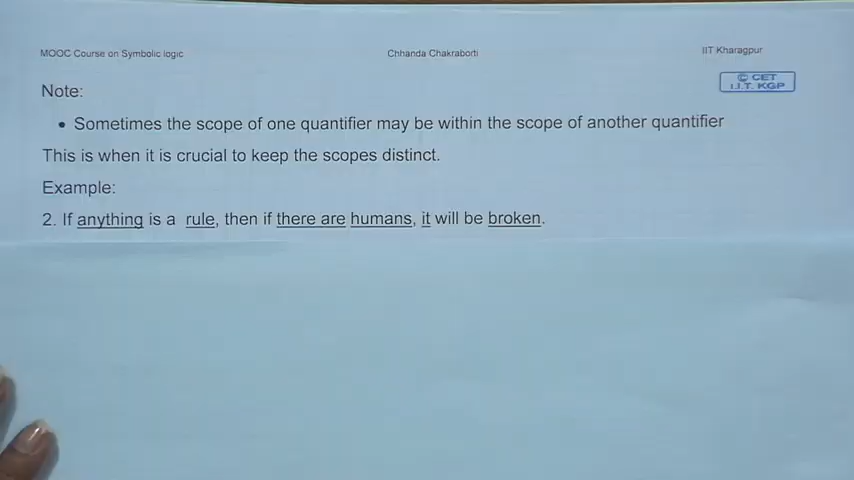 MOOC Course on Symbolic logic Chhanda Chakraborti IIT Kharagpur
© CET
I.I.T. KGP
Note:
• Sometimes the scope of one quantifier may be within the scope of another quantifier
This is when it is crucial to keep the scopes distinct.
Example:
2. If anything is a rule, then if there are humans, it will be broken.